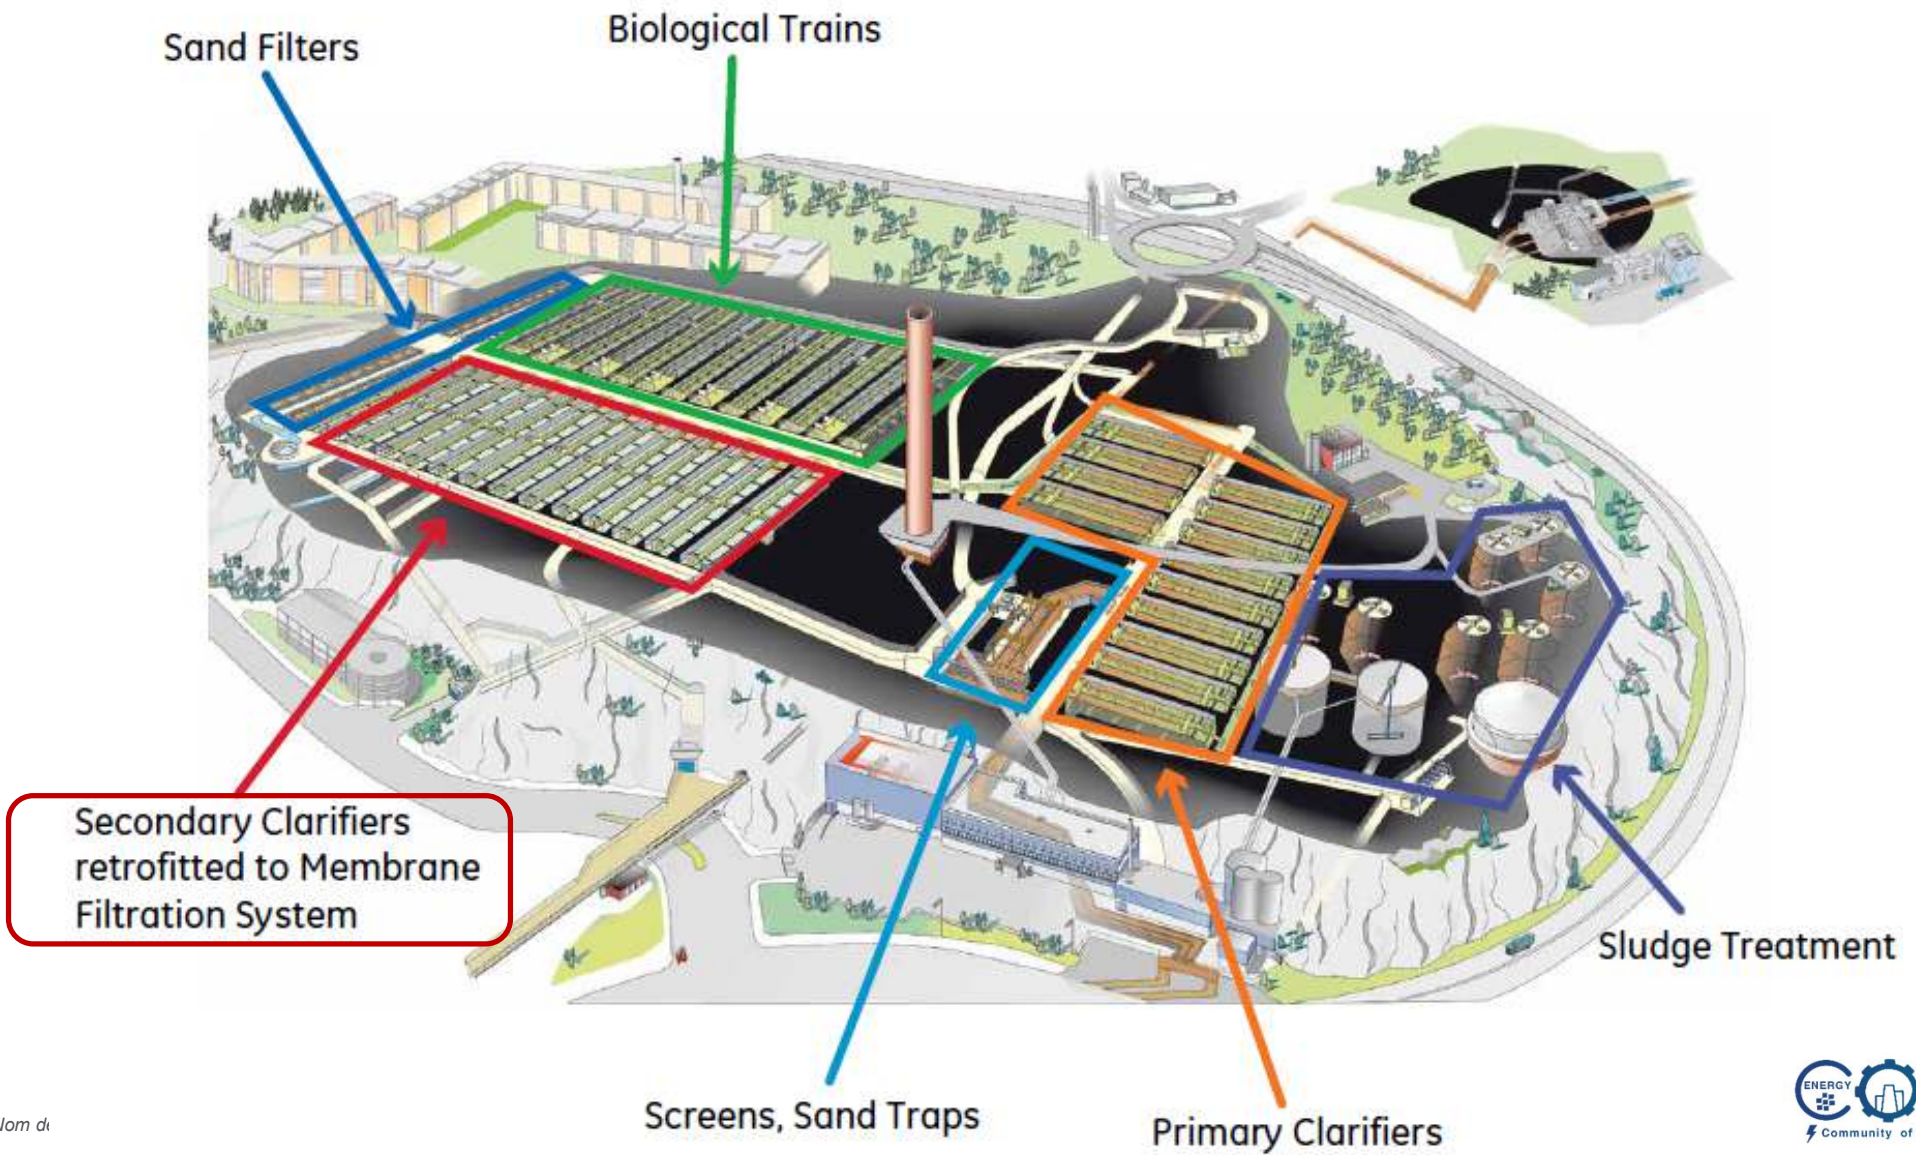 Biological Trains
Sand Filters
Secondary Clarifiers
retrofitted to Membrane
Filtration System
Sludge Treatment
Screens, Sand Traps
Primary Clarifiers
ENERGY
Community of
Nom